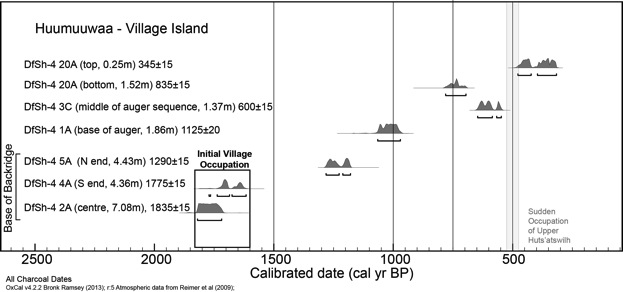 Huumuuwaa - Village Island
DfSh-4 20A (top, 0.25m) 345±15
DfSh-4 20A (bottom, 1.52m) 835±15
DfSh-4 3C (middle of auger sequence, 1.37m) 600±15
DfSh-4 1A (base of auger, 1.86m) 1125±20
Base of Backridge
DfSh-4 5A (N end, 4.43m) 1290±15
DfSh-4 4A (S end, 4.36m) 1775±15
DfSh-4 2A (centre, 7.08m) 1835±15
Initial Village
Occupation
Sudden
Occupation
of Upper
Huts'atswilh
2500 2000 1500 1000 500
Calibrated date (cal yr BP)
All Charcoal Dates
OxCal v4.2.2 Bronk Ramsey (2013); r:5 Atmospheric data from Reimer et al (2009);